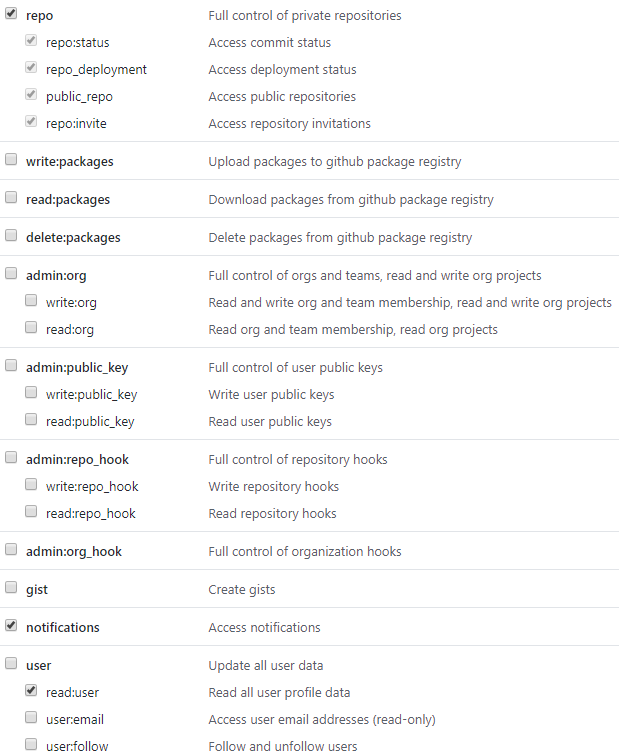 repo Full control of private repositories
repo:status Access commit status
repo_deployment Access deployment status
public_repo Access public repositories
repo:invite Access repository invitations
write:packages Upload packages to github package registry
read:packages Download packages from github package registry
delete:packages Delete packages from github package registry
admin:org Full control of orgs and teams, read and write org projects
write:org Read and write org and team membership, read and write org projects
read:org Read org and team membership, read org projects
admin:public_key Full control of user public keys
write:public_key Write user public keys
read:public_key Read user public keys
admin:repo_hook Full control of repository hooks
write:repo_hook Write repository hooks
read:repo_hook Read repository hooks
admin:org_hook Full control of organization hooks
gist Create gists
notifications Access notifications
user Update all user data
read:user Read all user profile data
user:email Access user email addresses (read-only)
user:follow Follow and unfollow users